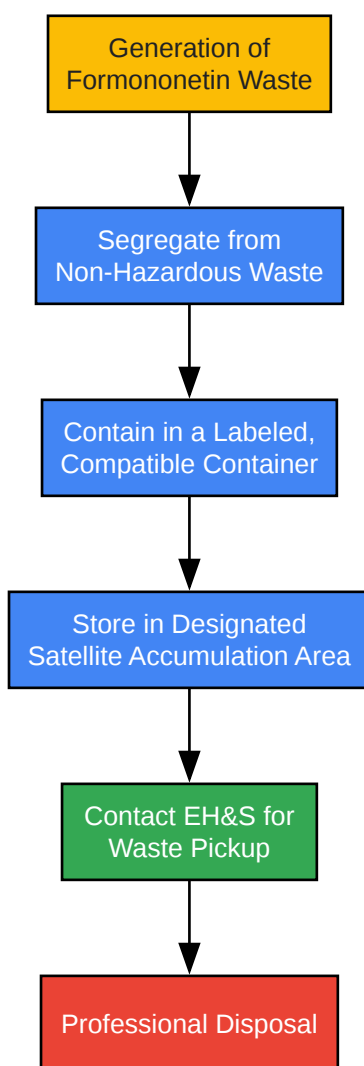 Generation of
Formononetin Waste
Segregate from
Non-Hazardous Waste
Contain in a Labeled,
Compatible Container
Store in Designated
Satellite Accumulation Area
Contact EH&S for
Waste Pickup
Professional Disposal